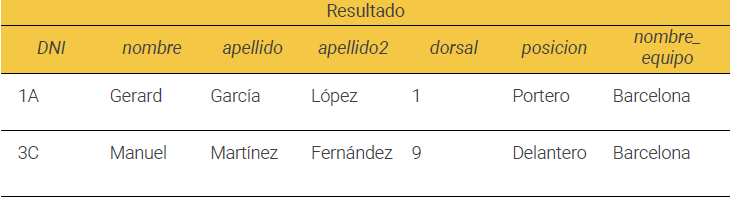 Resultado
DNI nombre apellido apellido2 dorsal posicion nombre_
equipo
1A Gerard García López 1 Portero Barcelona
3C Manuel Martínez Fernández 9 Delantero Barcelona